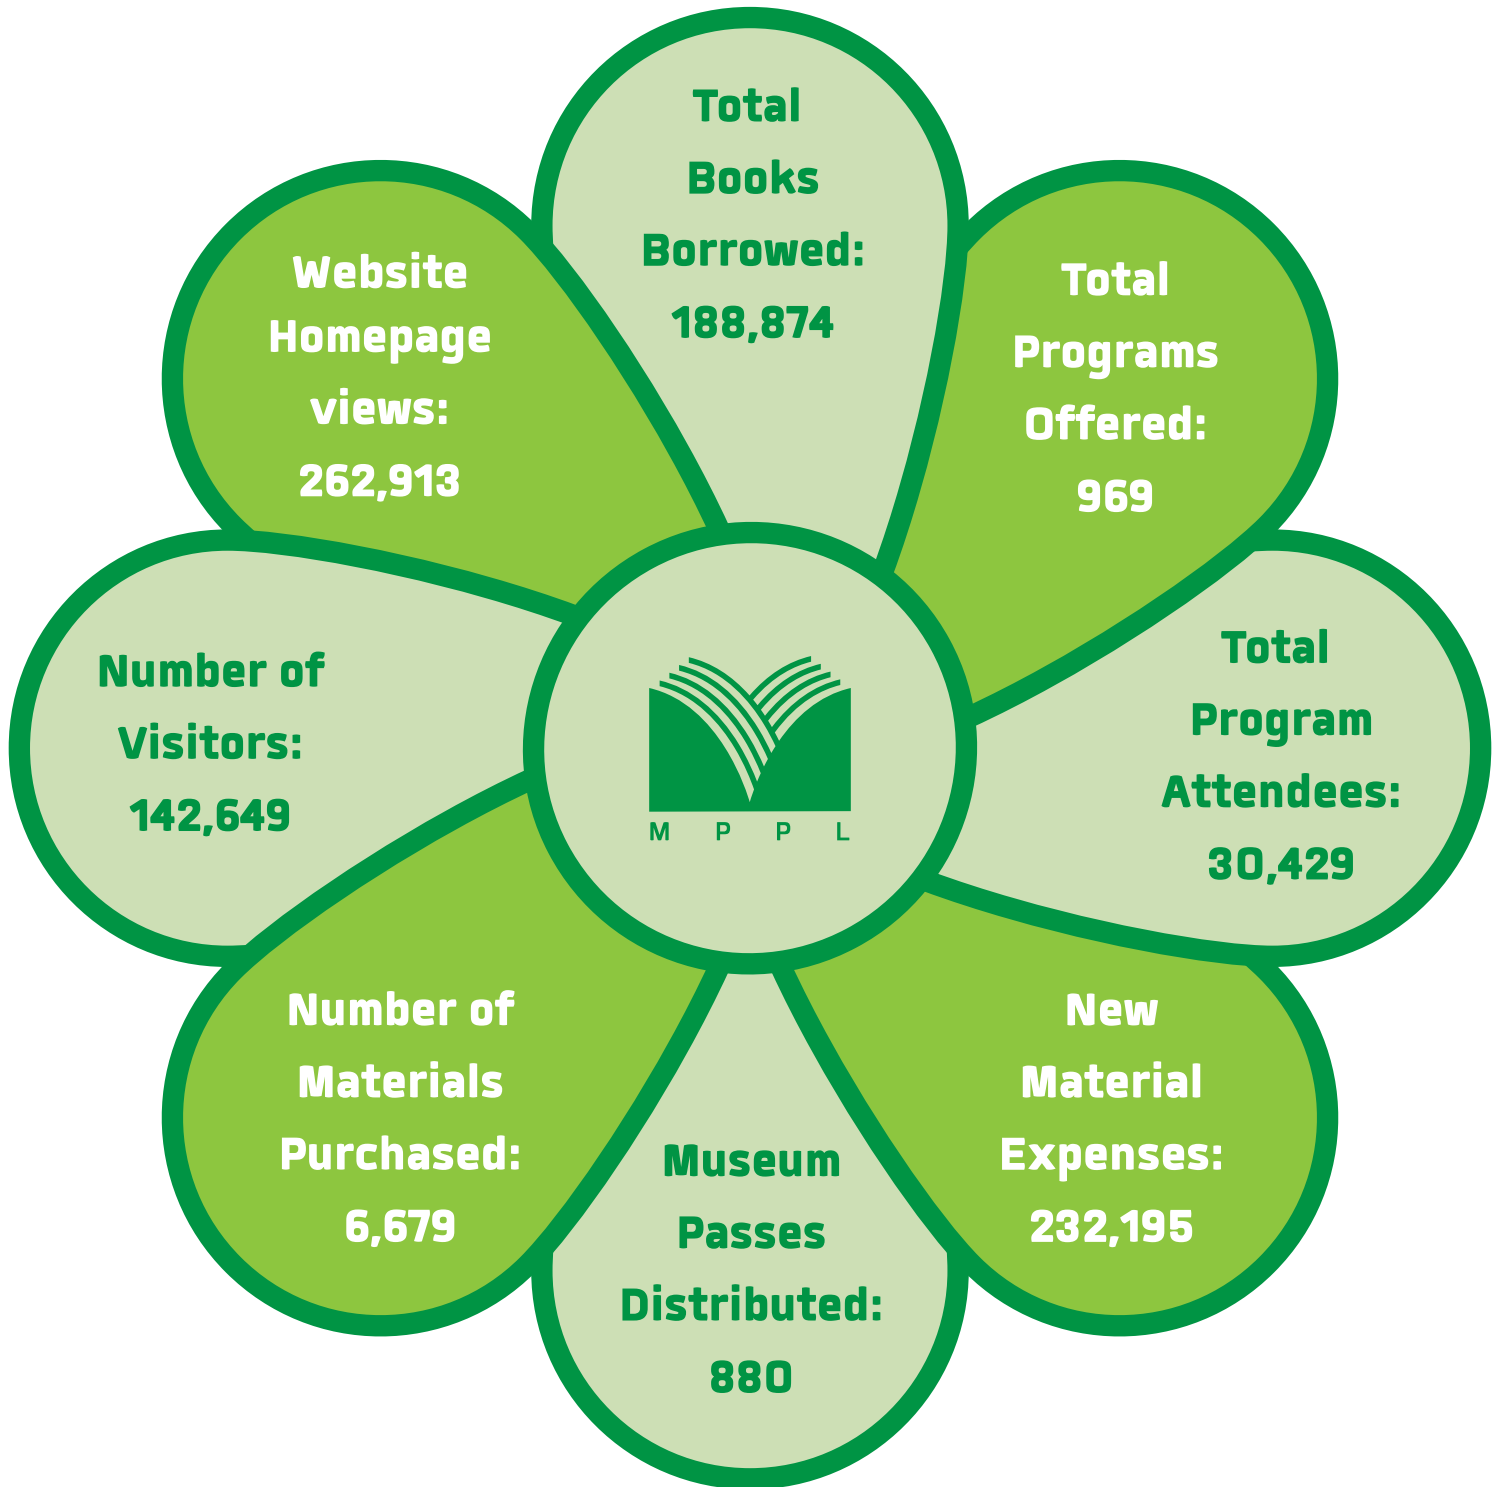 Total
Books
Borrowed:
188,874
Total
Programs
Offered:
969
Total
Program
Attendees:
30,429
New
Material
Expenses:
232,195
Museum
Passes
Distributed:
880
Number of
Materials
Purchased:
6,679
Number of
Visitors:
142,649
Website
Homepage
views:
262,913
M P P L